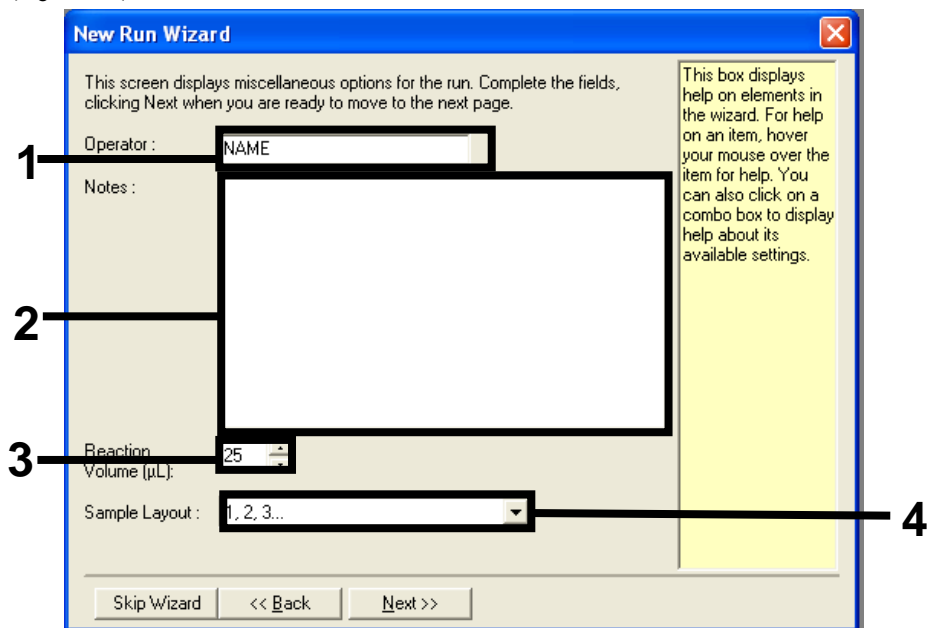 New Run Wizard
This screen displays miscellaneous options for the run. Complete the fields,
clicking Next when you are ready to move to the next page.
This box displays
help on elements in
the wizard. For help
on an item, hover
your mouse over the
item for help. You
can also click on a
combo box to display
help about its
available settings.
1
Operator :
NAME
Notes :
2
3
Reaction
Volume (µL):
25
Sample Layout :
1, 2, 3...
4
Skip Wizard
<< Back
Next >>